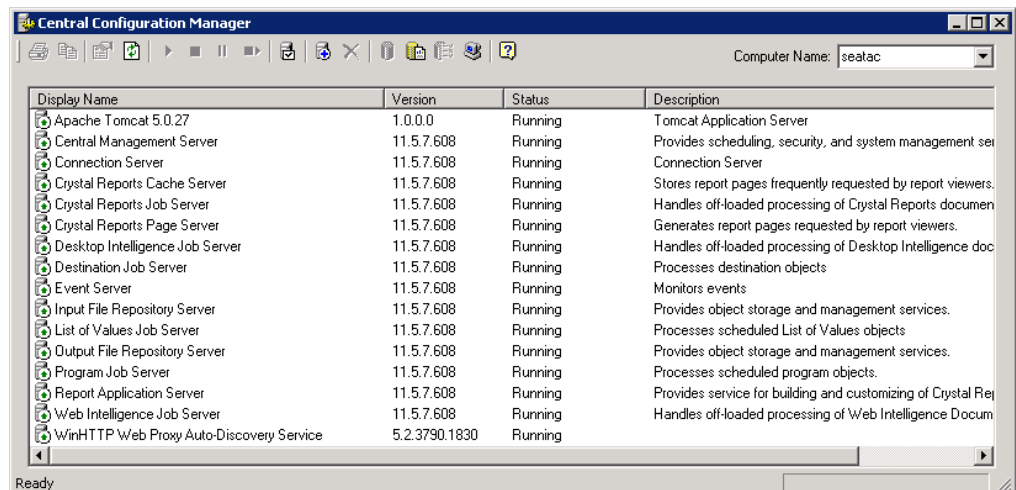 Central Configuration Manager
Computer Name: seatac
Display Name Version Status Description
Apache Tomcat 5.0.27 1.0.0.0 Running Tomcat Application Server
Central Management Server 11.5.7.608 Running Provides scheduling, security, and system management ser
Connection Server 11.5.7.608 Running Connection Server
Crystal Reports Cache Server 11.5.7.608 Running Stores report pages frequently requested by report viewers.
Crystal Reports Job Server 11.5.7.608 Running Handles off-loaded processing of Crystal Reports documen
Crystal Reports Page Server 11.5.7.608 Running Generates report pages requested by report viewers.
Desktop Intelligence Job Server 11.5.7.608 Running Handles off-loaded processing of Desktop Intelligence doc
Destination Job Server 11.5.7.608 Running Processes destination objects
Event Server 11.5.7.608 Running Monitors events
Input File Repository Server 11.5.7.608 Running Provides object storage and management services.
List of Values Job Server 11.5.7.608 Running Processes scheduled List of Values objects
Output File Repository Server 11.5.7.608 Running Provides object storage and management services.
Program Job Server 11.5.7.608 Running Processes scheduled program objects.
Report Application Server 11.5.7.608 Running Provides service for building and customizing of Crystal Rep
Web Intelligence Job Server 11.5.7.608 Running Handles off-loaded processing of Web Intelligence Docum
WinHTTP Web Proxy Auto-Discovery Service 5.2.3790.1830 Running
Ready